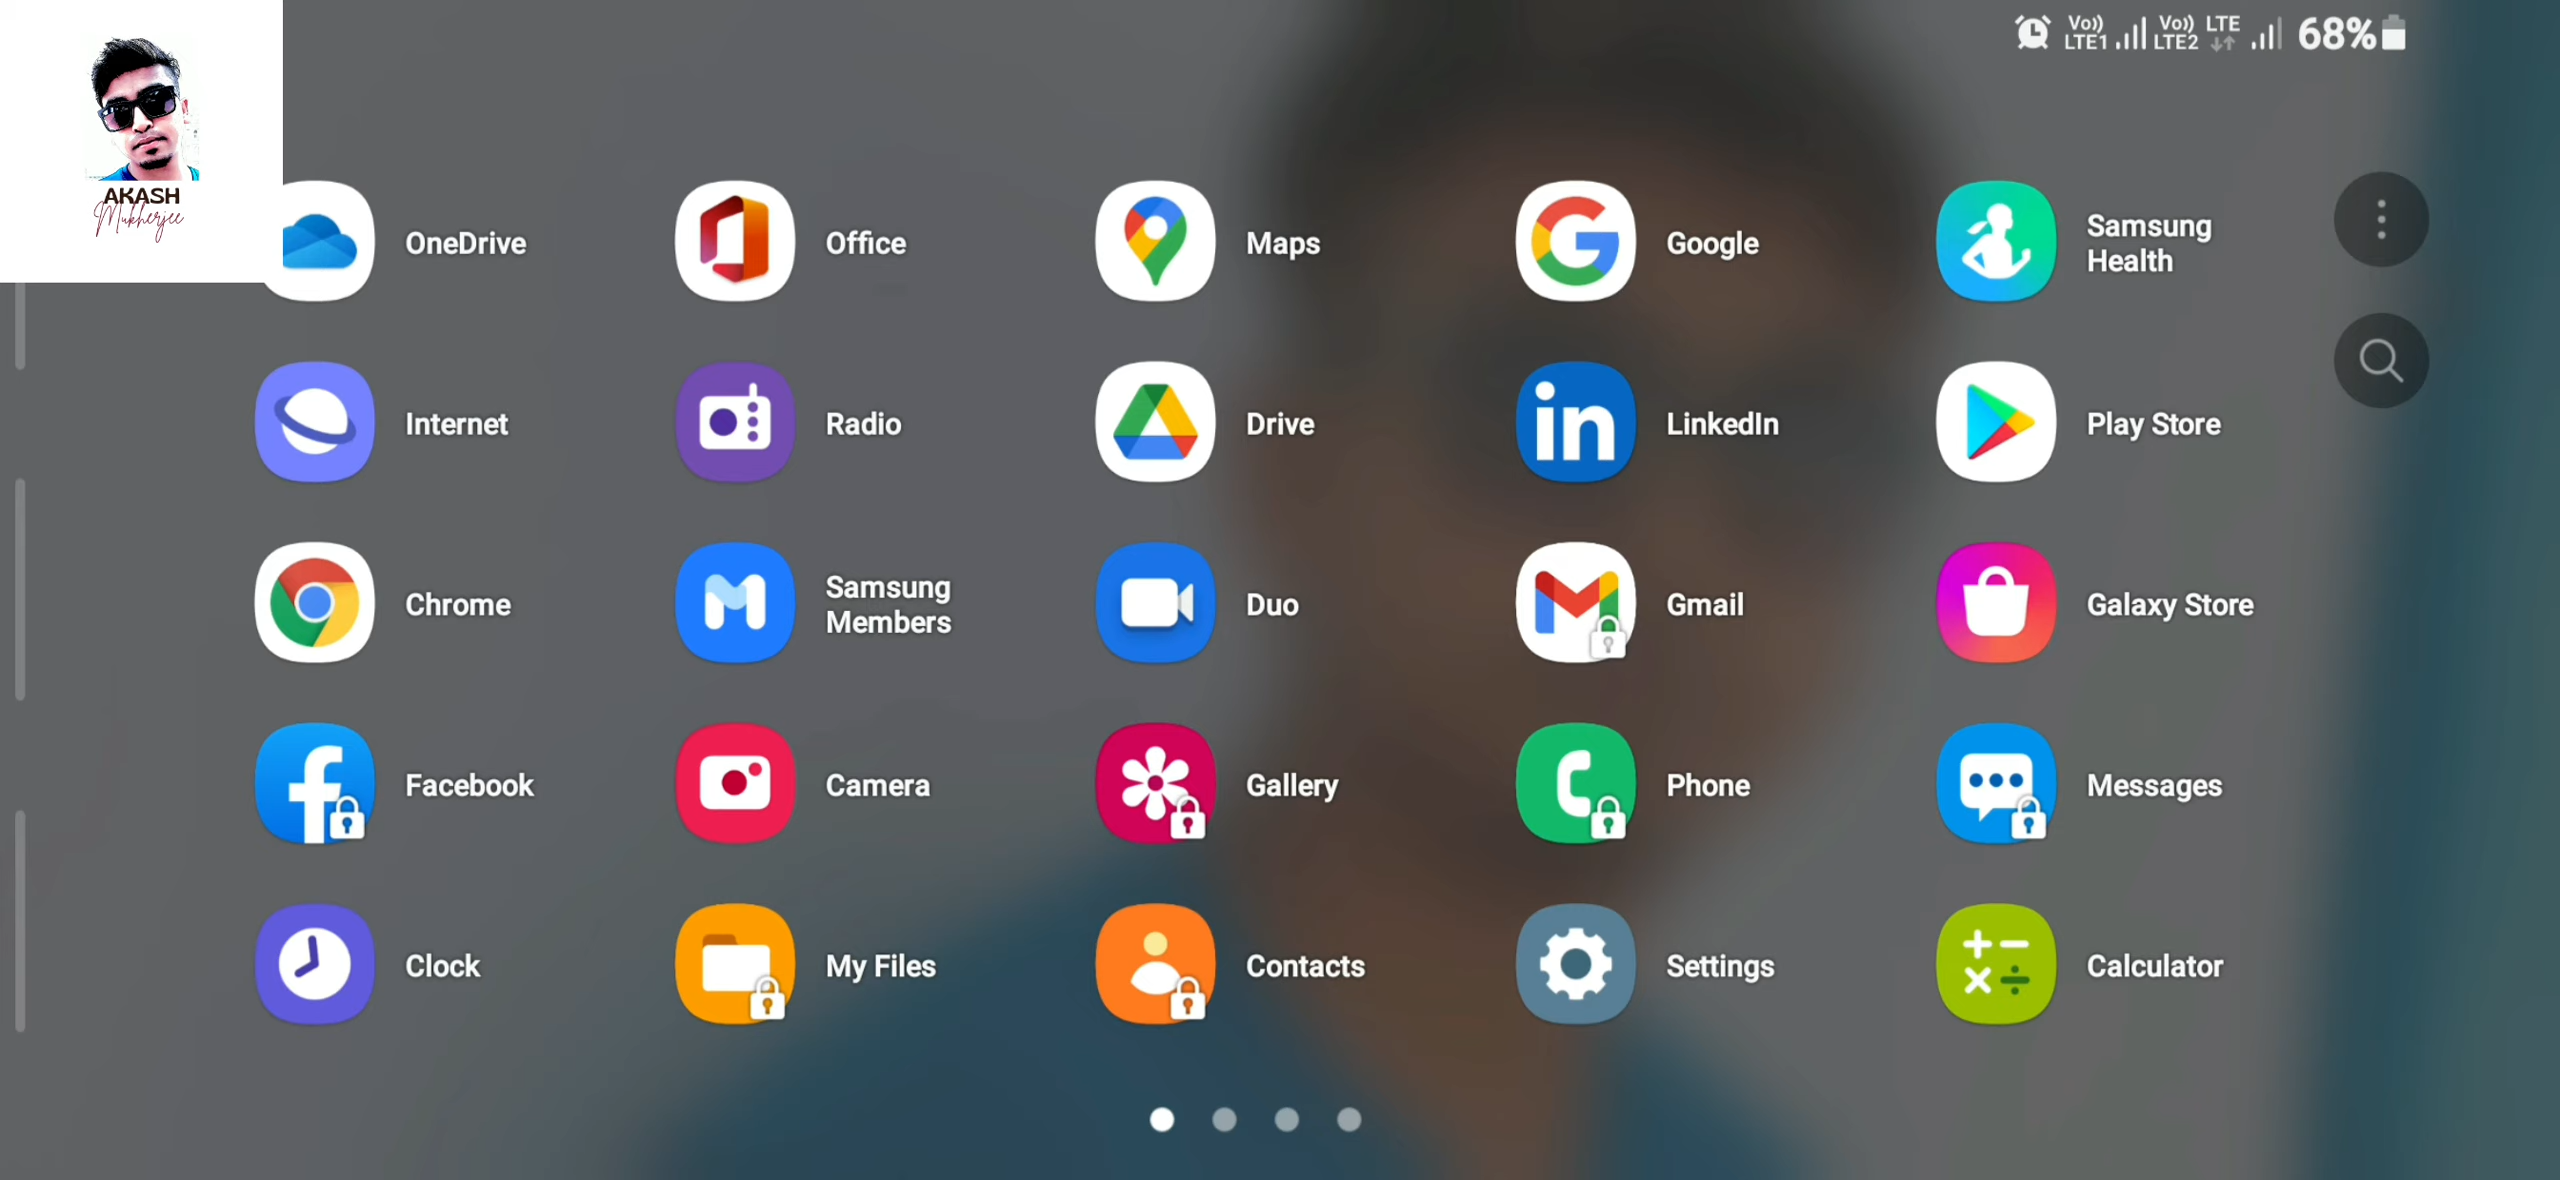 Vo)) LTE1 Vo)) LTE2 LTE 68%
AKASH
Mukherjee
OneDrive
Office
Maps
Google
Samsung
Health
Internet
Radio
Drive
in
LinkedIn
Play Store
Chrome
Samsung
Members
Duo
Gmail
Galaxy Store
Facebook
Camera
Gallery
Phone
Messages
Clock
My Files
Contacts
Settings
Calculator